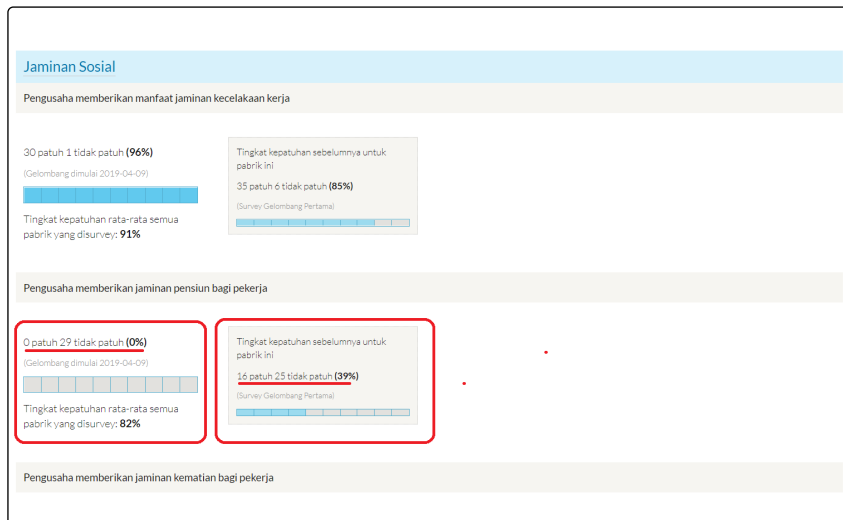 Jaminan Sosial
Pengusaha memberikan manfaat jaminan kecelakaan kerja
30 patuh 1 tidak patuh (96%)
(Gelombang dimulai 2019-04-09)
Tingkat kepatuhan rata-rata semua
pabrik yang disurvey: 91%
Tingkat kepatuhan sebelumnya untuk
pabrik ini
35 patuh 6 tidak patuh (85%)
(Survey Gelombang Pertama)
Pengusaha memberikan jaminan pensiun bagi pekerja
0 patuh 29 tidak patuh (0%)
(Gelombang dimulai 2019-04-09)
Tingkat kepatuhan rata-rata semua
pabrik yang disurvey: 82%
Tingkat kepatuhan sebelumnya untuk
pabrik ini
16 patuh 25 tidak patuh (39%)
(Survey Gelombang Pertama)
Pengusaha memberikan jaminan kematian bagi pekerja